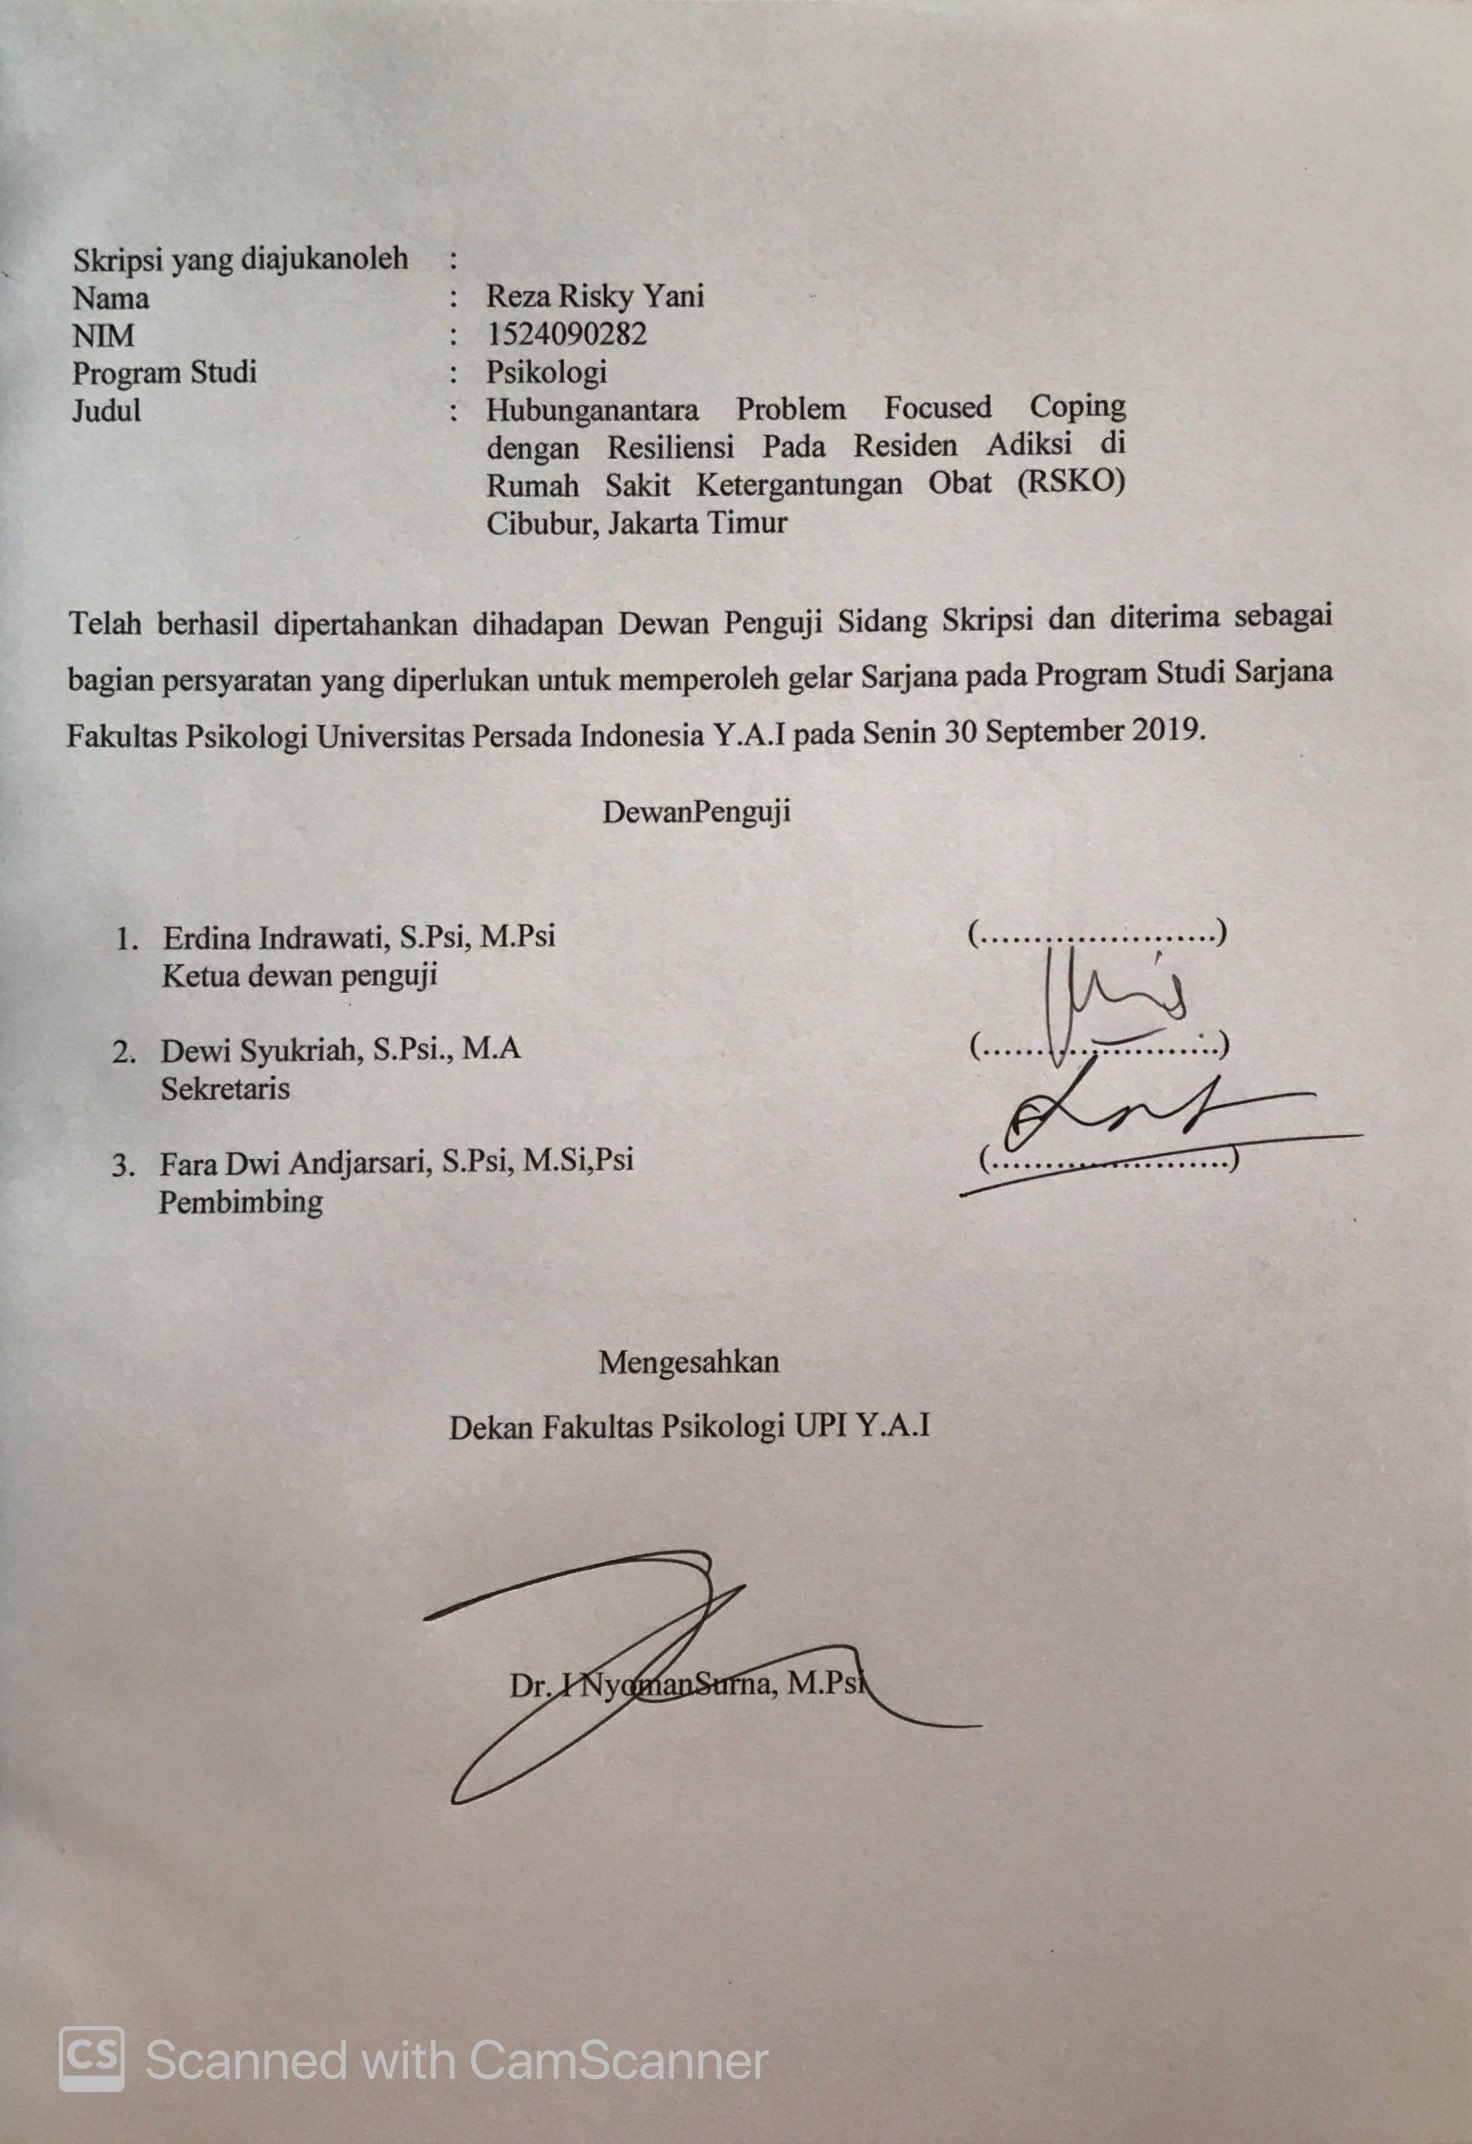 Skripsi yang diajukanoleh :
Nama : Reza Risky Yani
NIM : 1524090282
Program Studi : Psikologi
Judul : Hubunganantara Problem Focused Coping
dengan Resiliensi Pada Residen Adiksi di
Rumah Sakit Ketergantungan Obat (RSKO)
Cibubur, Jakarta Timur
Telah berhasil dipertahankan dihadapan Dewan Penguji Sidang Skripsi dan diterima sebagai
bagian persyaratan yang diperlukan untuk memperoleh gelar Sarjana pada Program Studi Sarjana
Fakultas Psikologi Universitas Persada Indonesia Y.A.I pada Senin 30 September 2019.
DewanPenguji
1. Erdina Indrawati, S.Psi, M.Psi (........................)
Ketua dewan penguji
2. Dewi Syukriah, S.Psi., M.A (.........................)
Sekretaris
3. Fara Dwi Andjarsari, S.Psi, M.Si,Psi (.........................)
Pembimbing
Mengesahkan
Dekan Fakultas Psikologi UPI Y.A.I
Dr. I NyomanSurna, M.Psi
CS Scanned with CamScanner